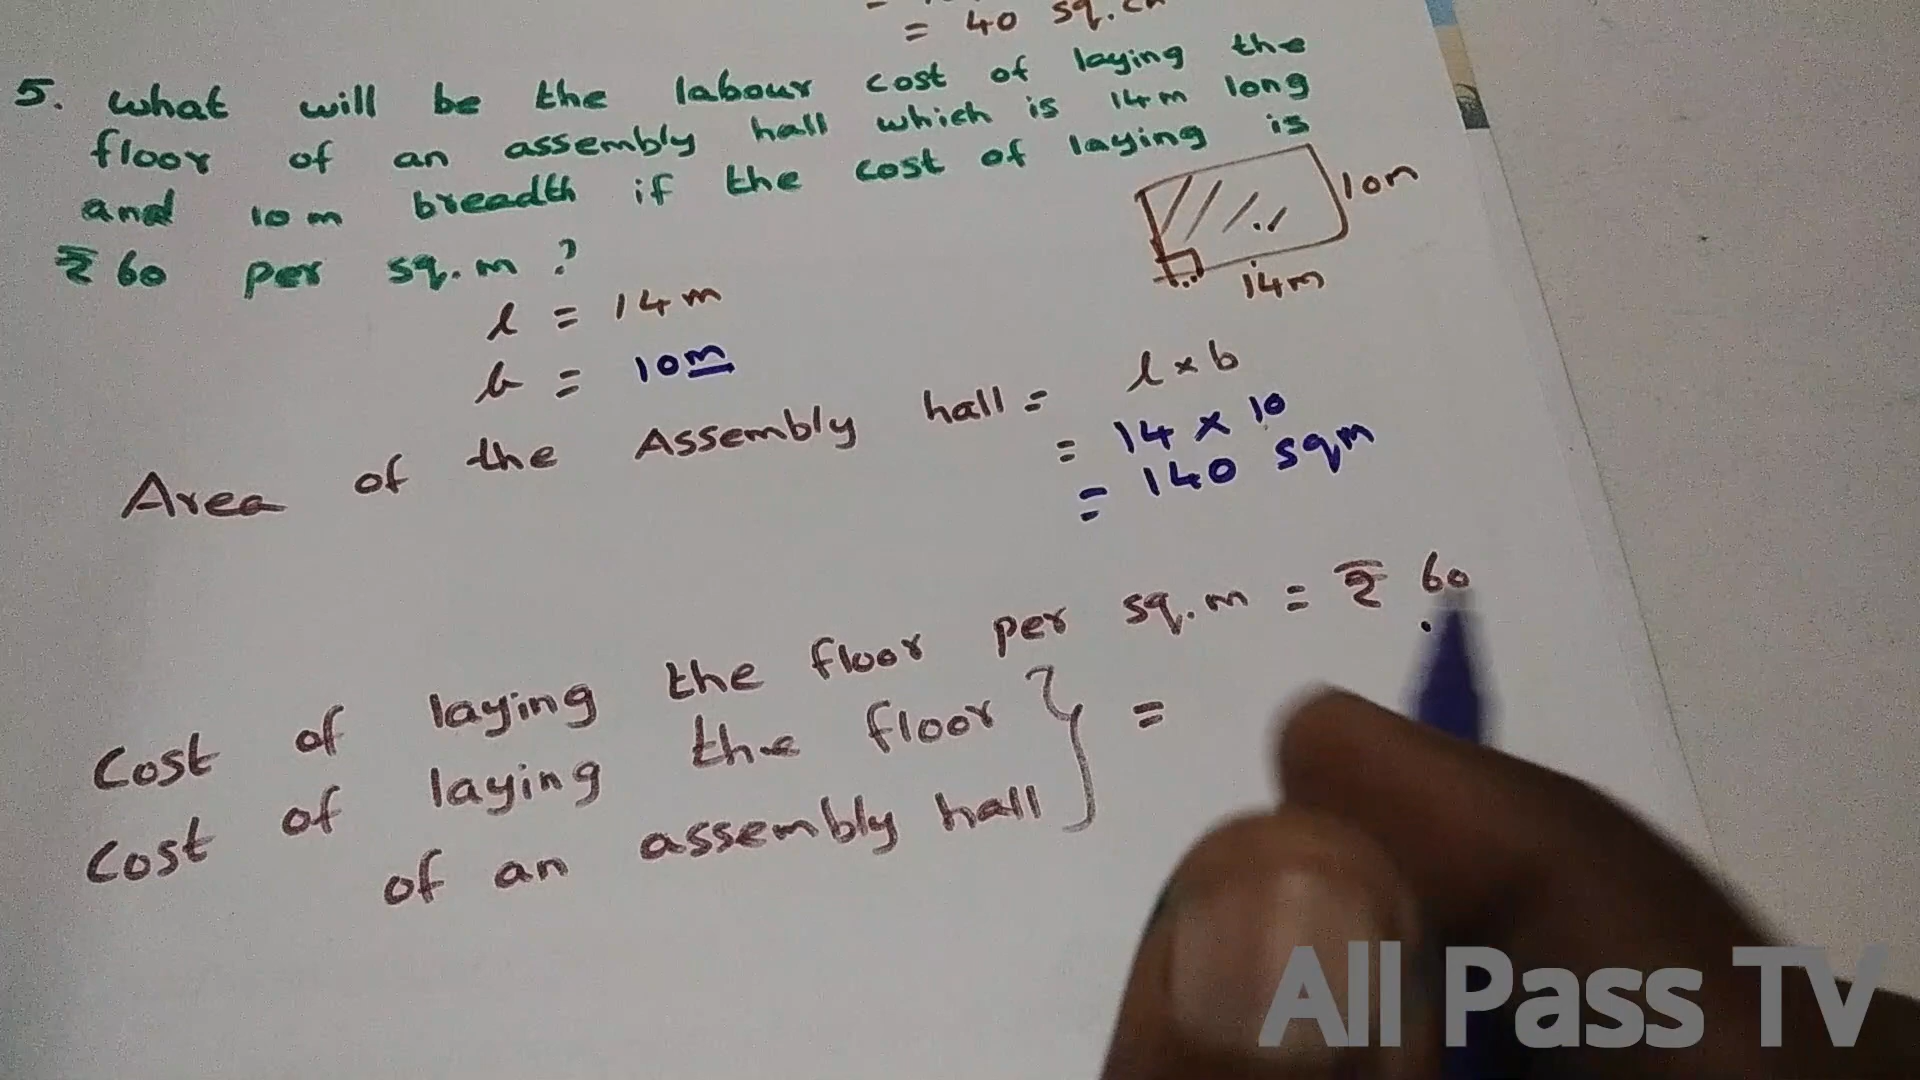 = 40 sq.
5. what will be the labour cost of laying the
floor of an assembly hall which is 14m long
and 10m breadth if the cost of laying is
₹ 60 per sq.m?
10m
14m
l = 14m
b = 10m
Area of the Assembly hall = l × b
= 14 × 10
= 140 sqm
Cost of laying the floor per sq.m = ₹ 60
Cost of laying the floor } =
of an assembly hall
All Pass TV